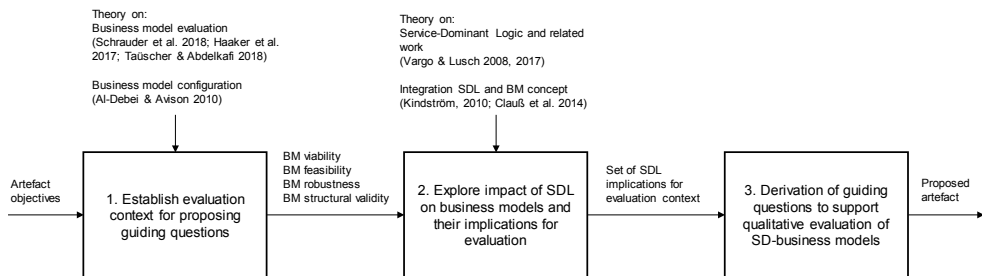 Theory on:
Business model evaluation
(Schrauder et al. 2018; Haaker et al.
2017; Taüscher & Abdelkafi 2018)
Business model configuration
(Al-Debei & Avison 2010)
Theory on:
Service-Dominant Logic and related
work
(Vargo & Lusch 2008, 2017)
Integration SDL and BM concept
(Kindström, 2010; Clauß et al. 2014)
Artefact
objectives
1. Establish evaluation
context for proposing
guiding questions
BM viability
BM feasibility
BM robustness
BM structural validity
2. Explore impact of SDL
on business models and
their implications for
evaluation
Set of SDL
implications for
evaluation context
3. Derivation of guiding
questions to support
qualitative evaluation of
SD-business models
Proposed
artefact